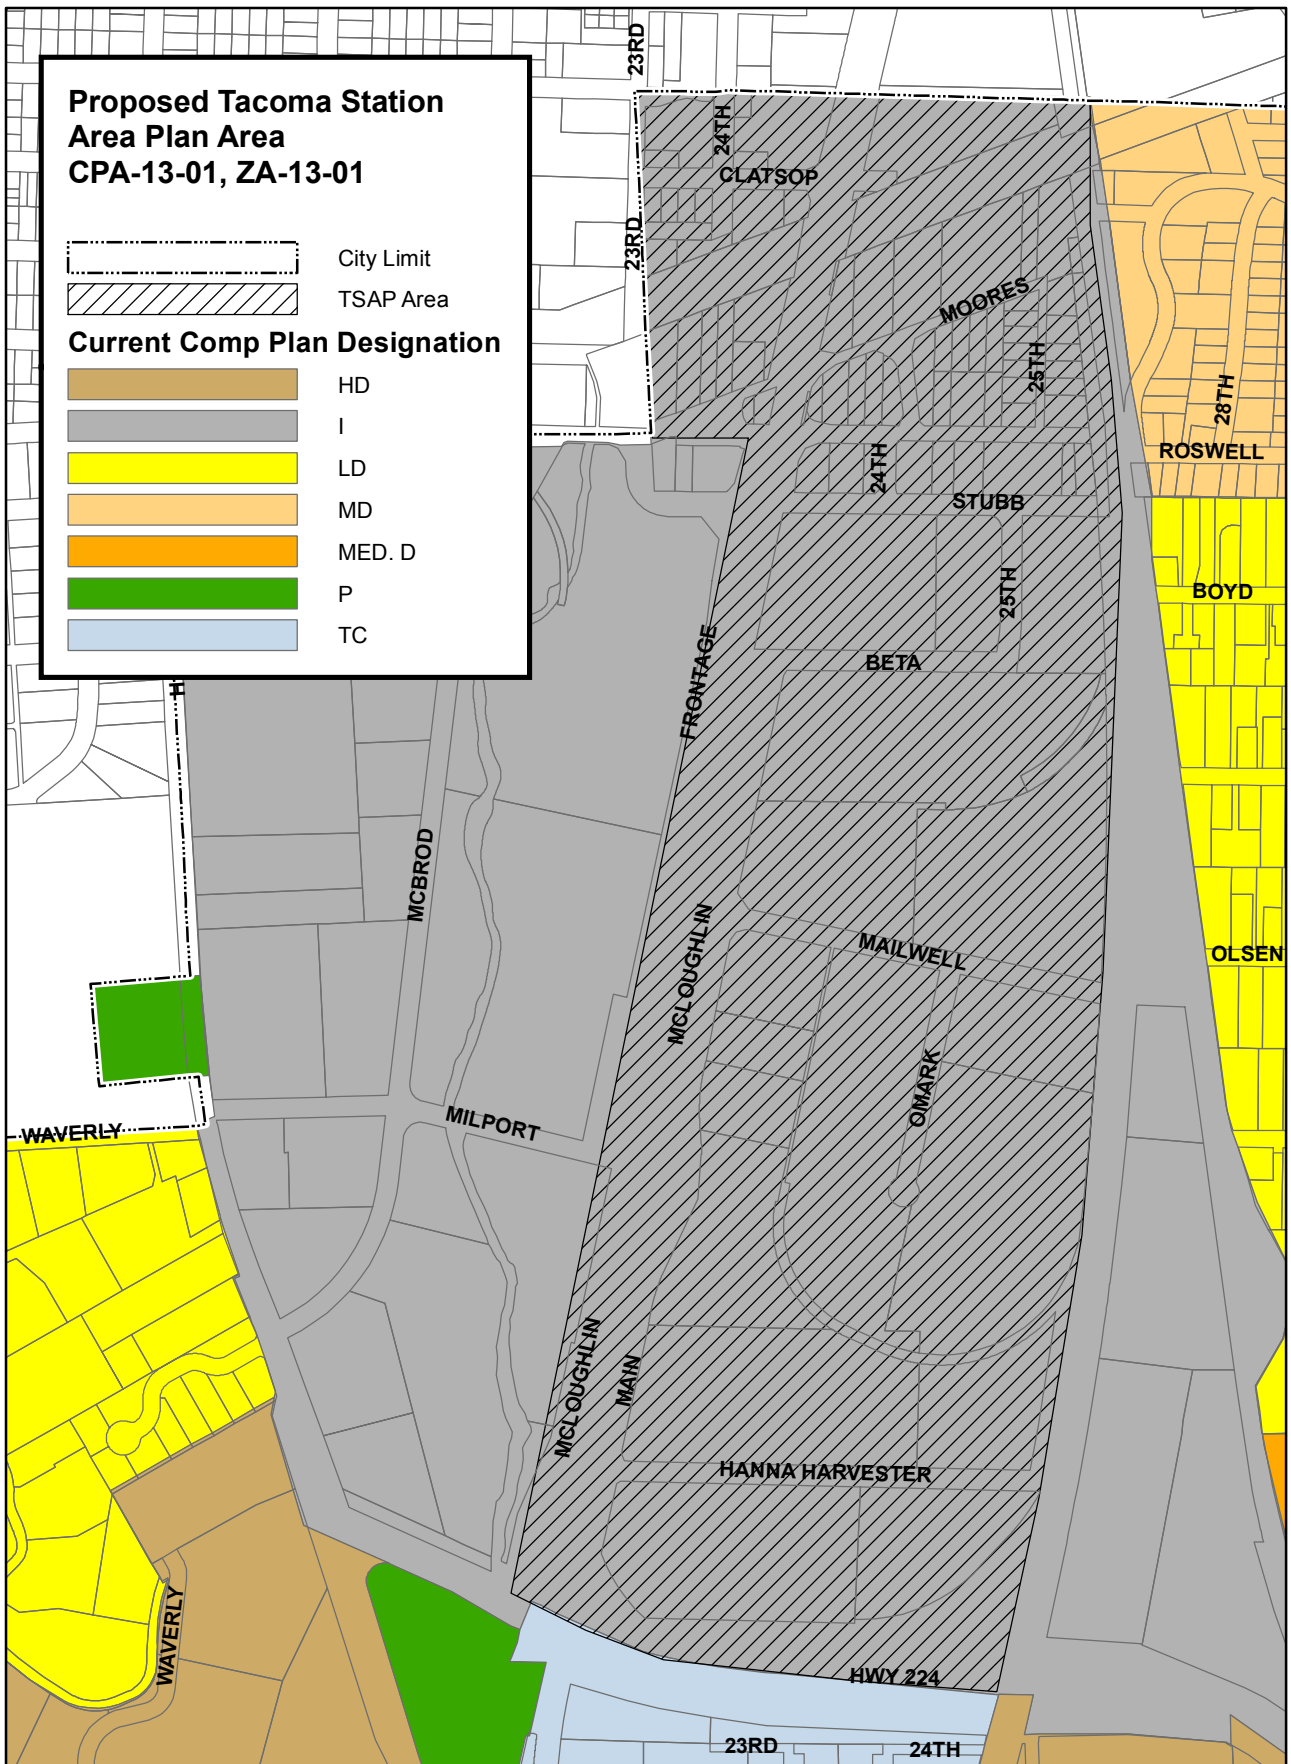 Proposed Tacoma Station
Area Plan Area
CPA-13-01, ZA-13-01
City Limit
TSAP Area
Current Comp Plan Designation
HD
I
LD
MD
MED. D
P
TC
23RD
24TH
CLATSOP
23RD
MOORES
25TH
28TH
ROSWELL
24TH
STUBB
25TH
BOYD
FRONTAGE
BETA
MCBROD
MCLOUGHLIN
MAILWELL
OLSEN
OMARK
MILPORT
WAVERLY
MCLOUGHLIN
MAIN
HANNA HARVESTER
WAVERLY
HWY 224
23RD
24TH